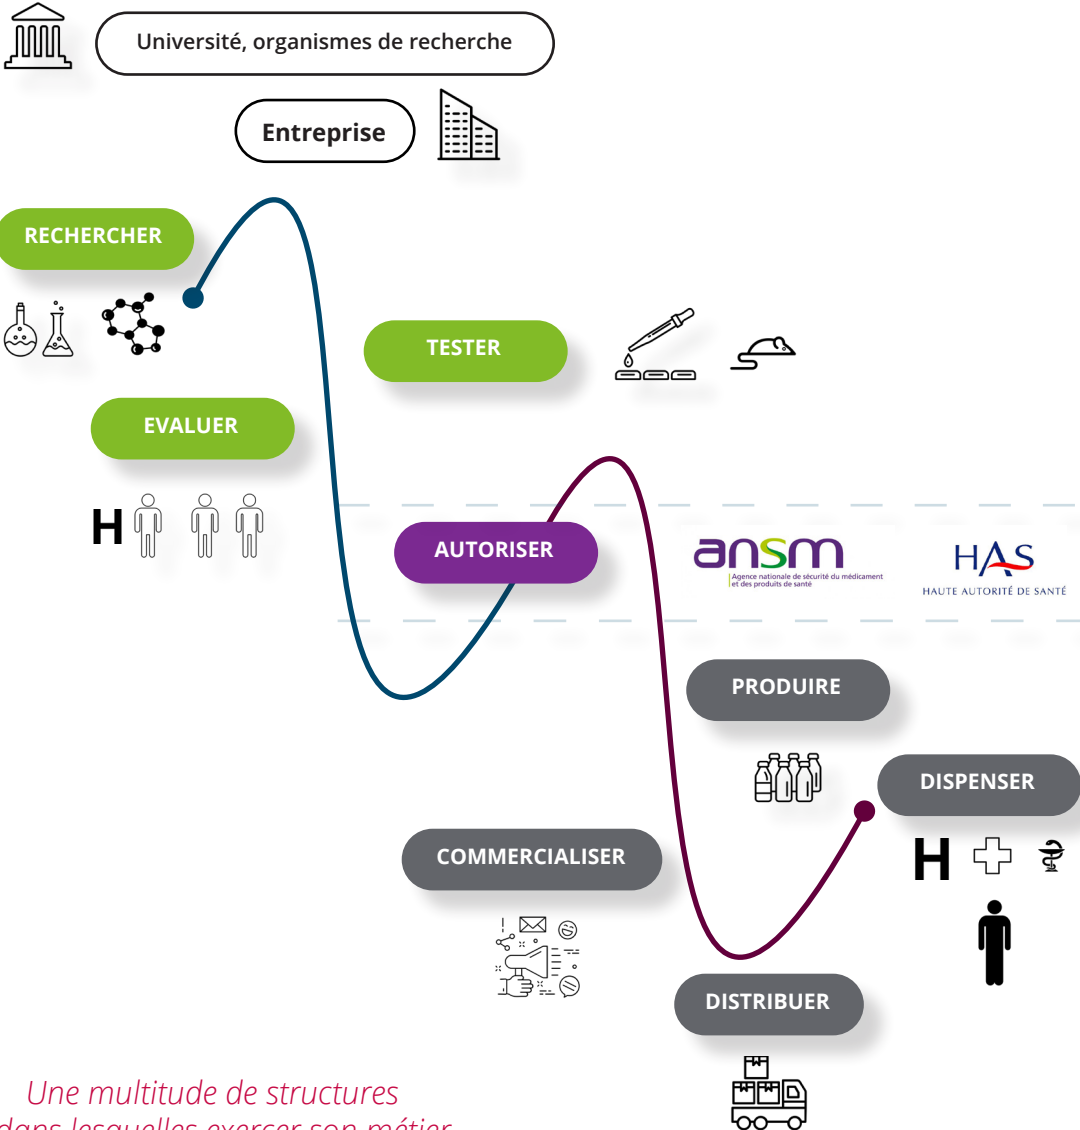 Université, organismes de recherche
Entreprise
RECHERCHER
TESTER
EVALUER
H
AUTORISER
ansm
Agence nationale de sécurité du médicament
et des produits de santé
HAS
HAUTE AUTORITÉ DE SANTÉ
PRODUIRE
DISPENSER
H
COMMERCIALISER
DISTRIBUER
Une multitude de structures
dans lesquelles exercer son métier